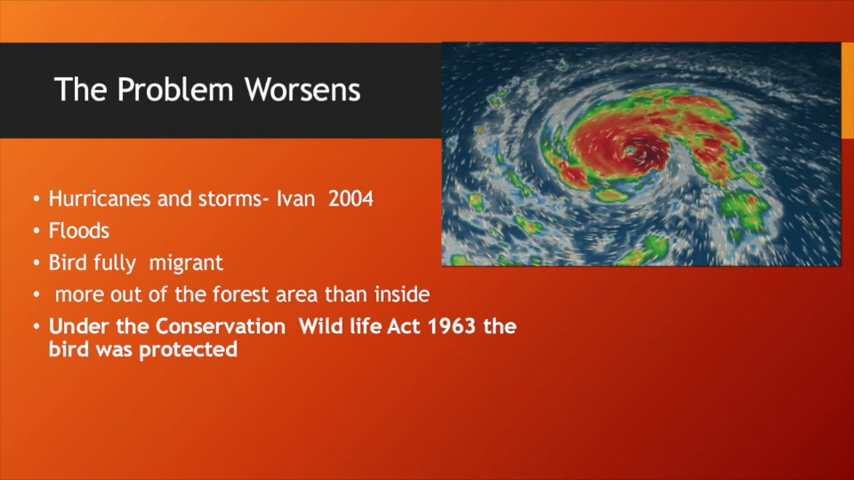 The Problem Worsens
• Hurricanes and storms- Ivan  2004
• Floods
• Bird fully  migrant
•  more out of the forest area than inside
• Under the Conservation  Wild life Act 1963 the
bird was protected